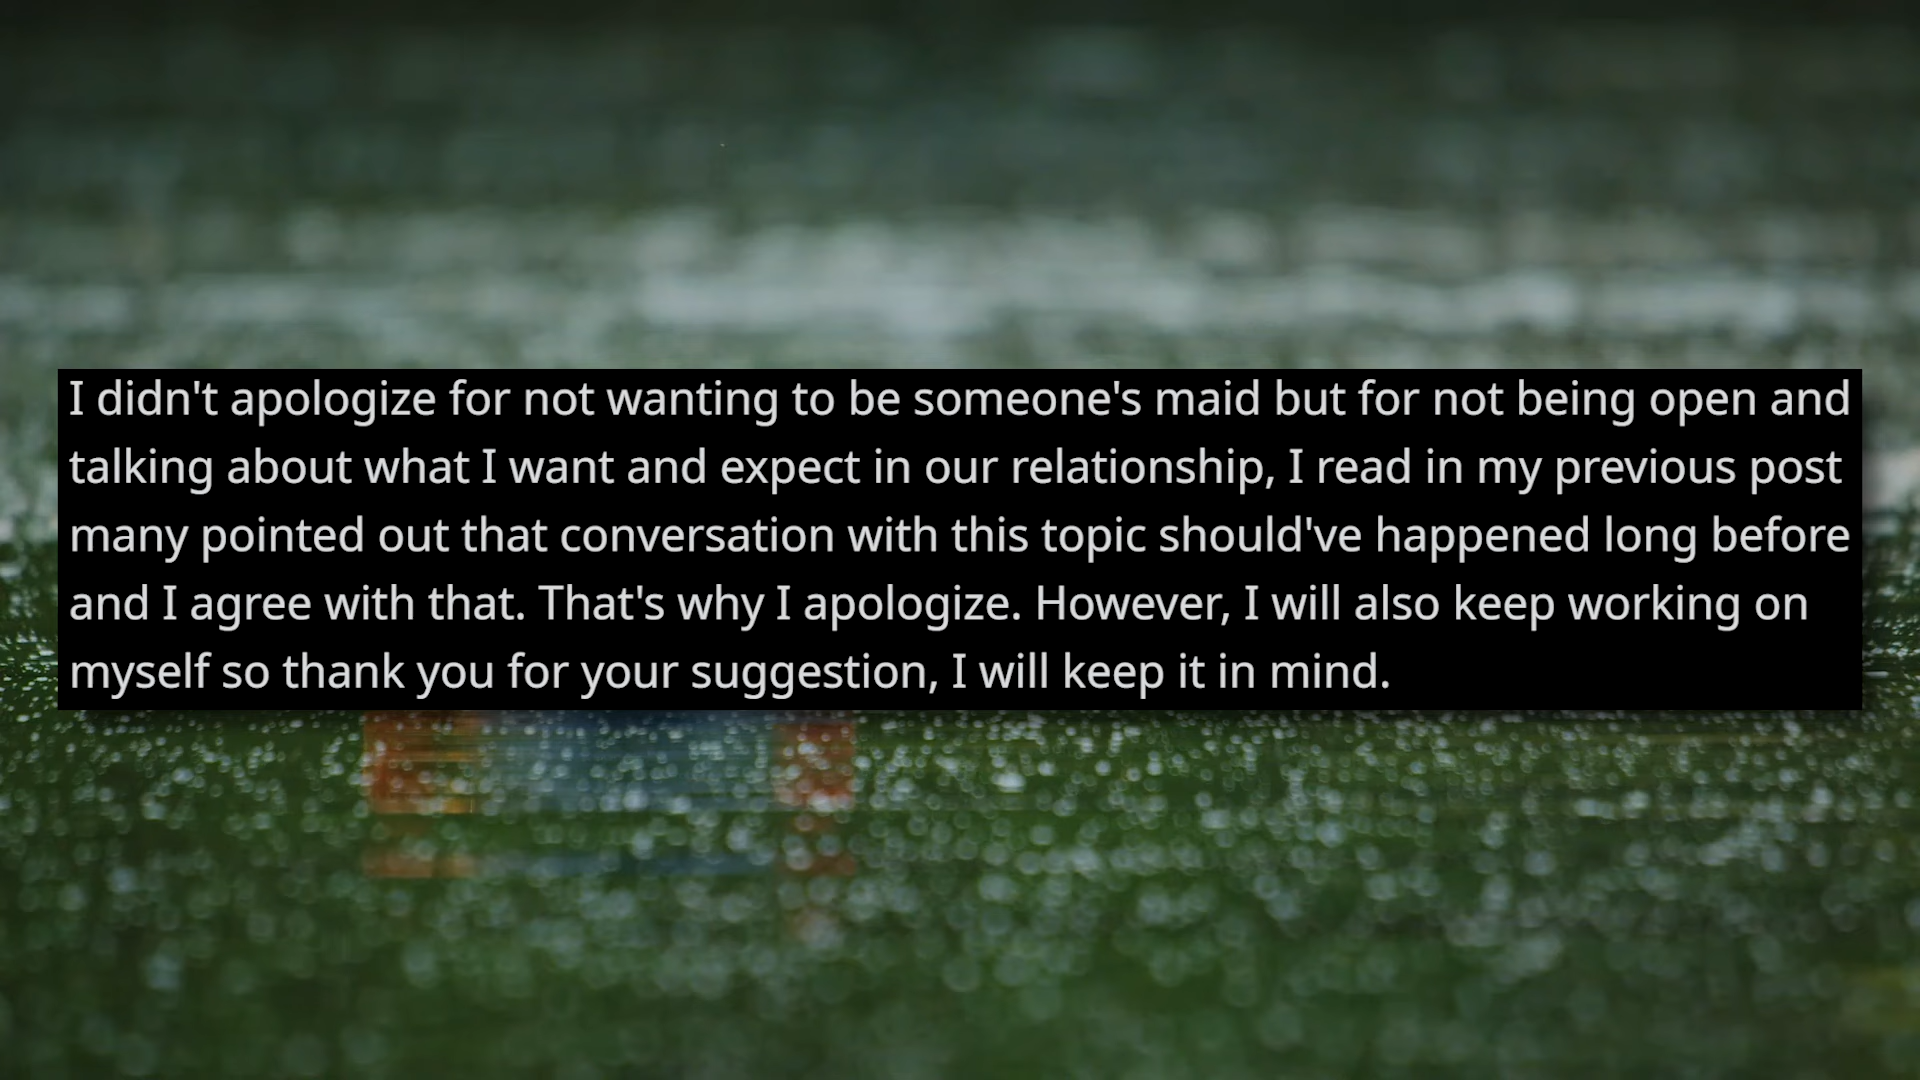 I didn't apologize for not wanting to be someone's maid but for not being open and
talking about what I want and expect in our relationship, I read in my previous post
many pointed out that conversation with this topic should've happened long before
and I agree with that. That's why I apologize. However, I will also keep working on
myself so thank you for your suggestion, I will keep it in mind.